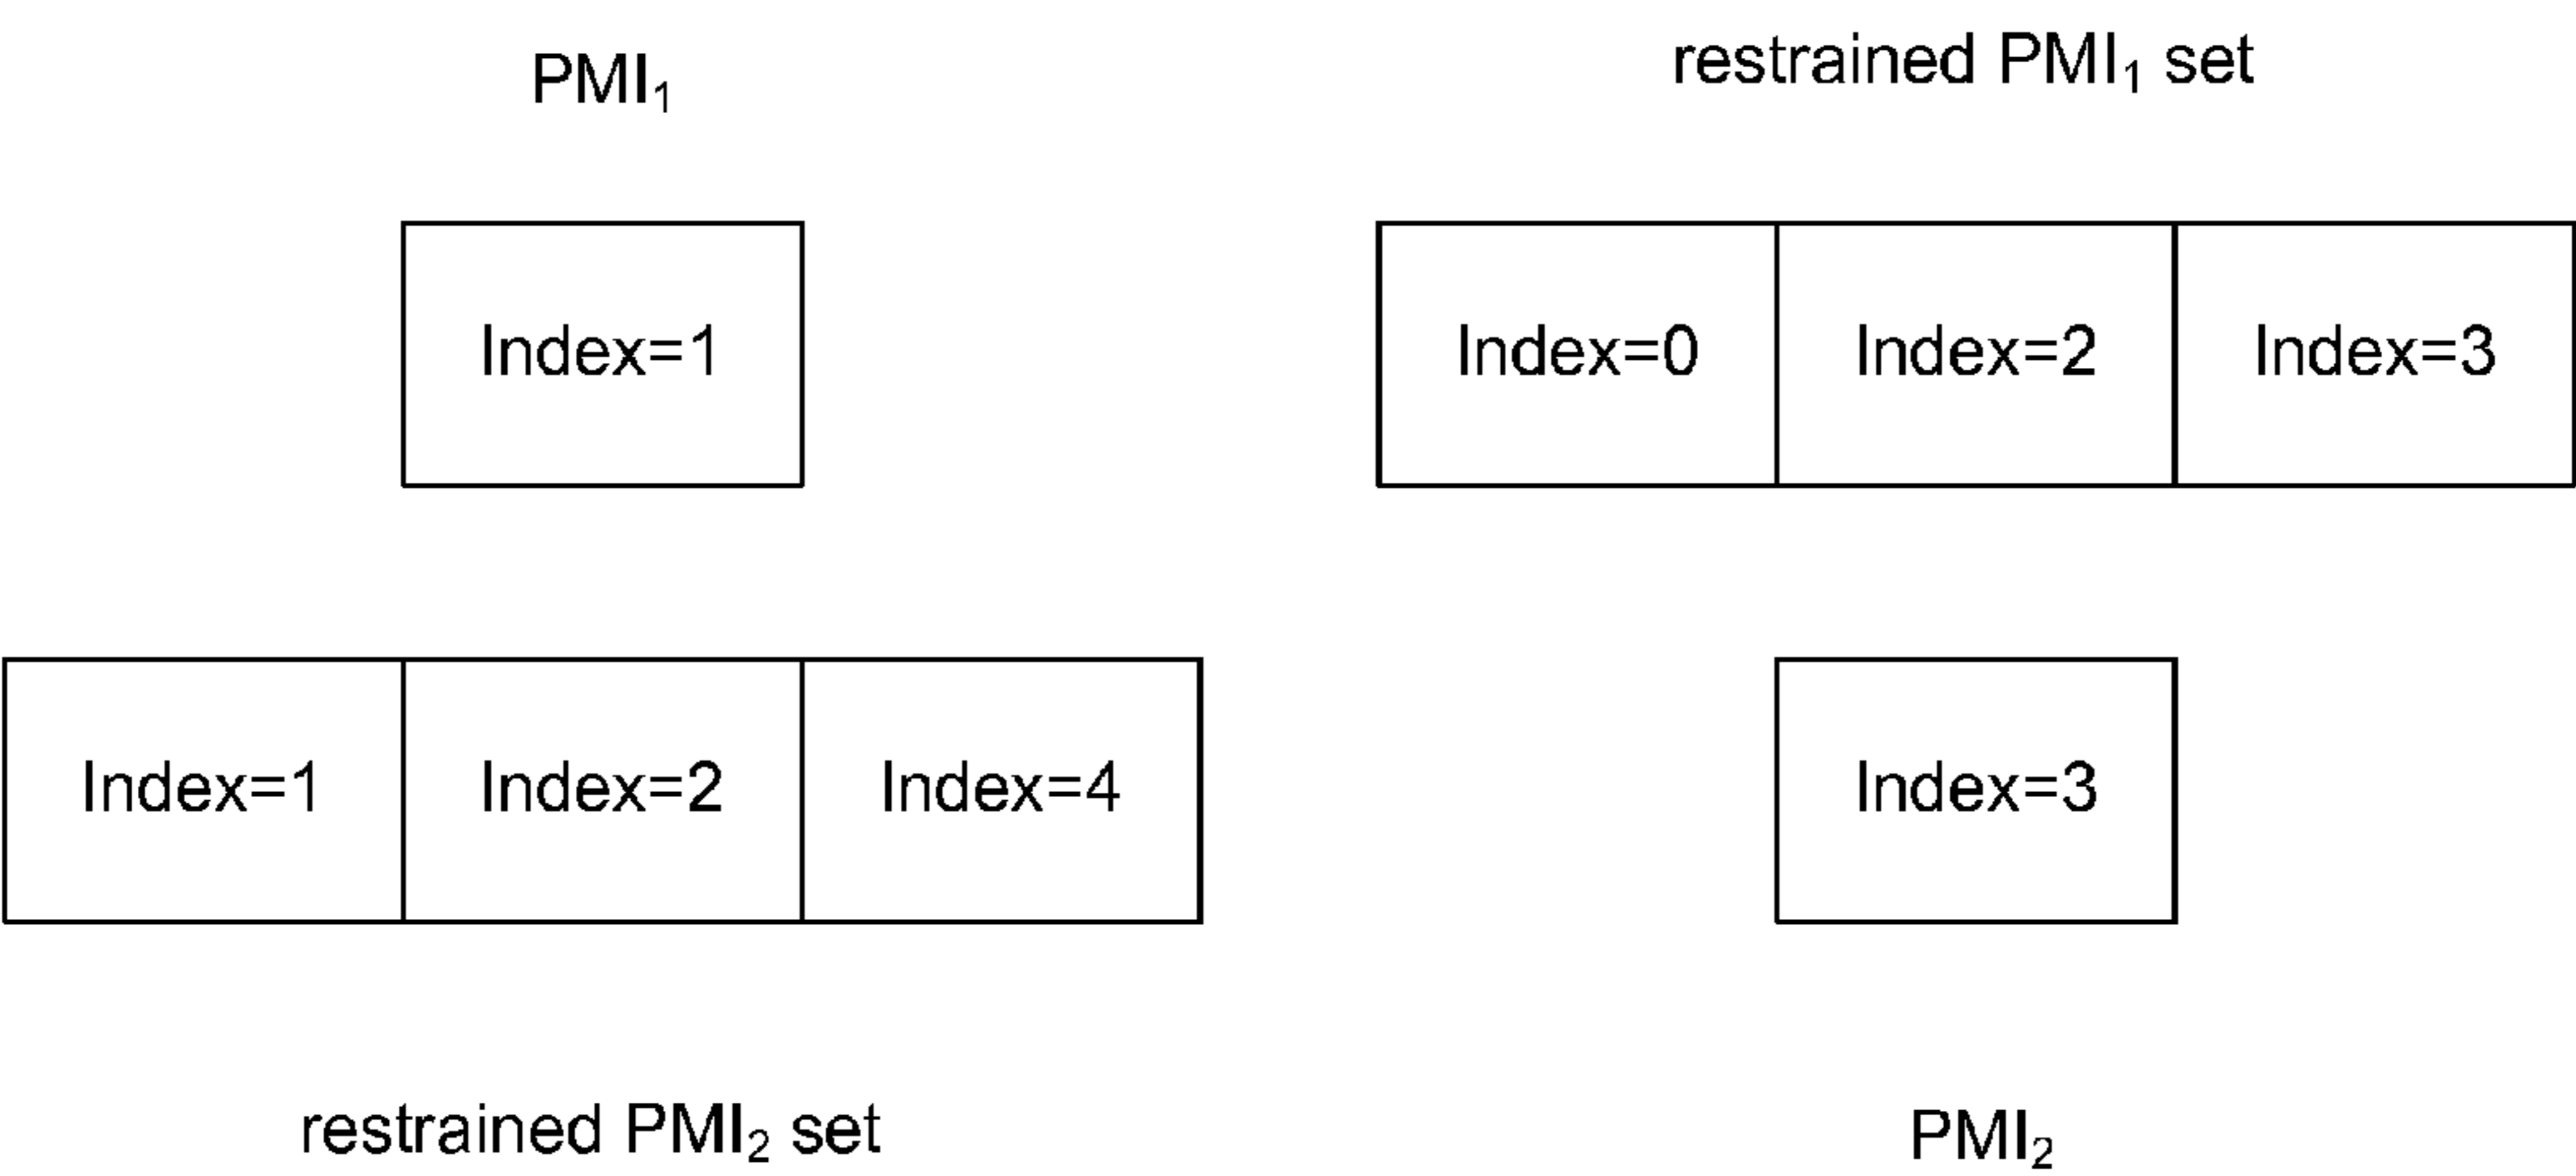 PMI₁
restrained PMI₁ set
Index=1
Index=0 Index=2 Index=3
Index=1 Index=2 Index=4
Index=3
restrained PMI₂ set
PMI₂